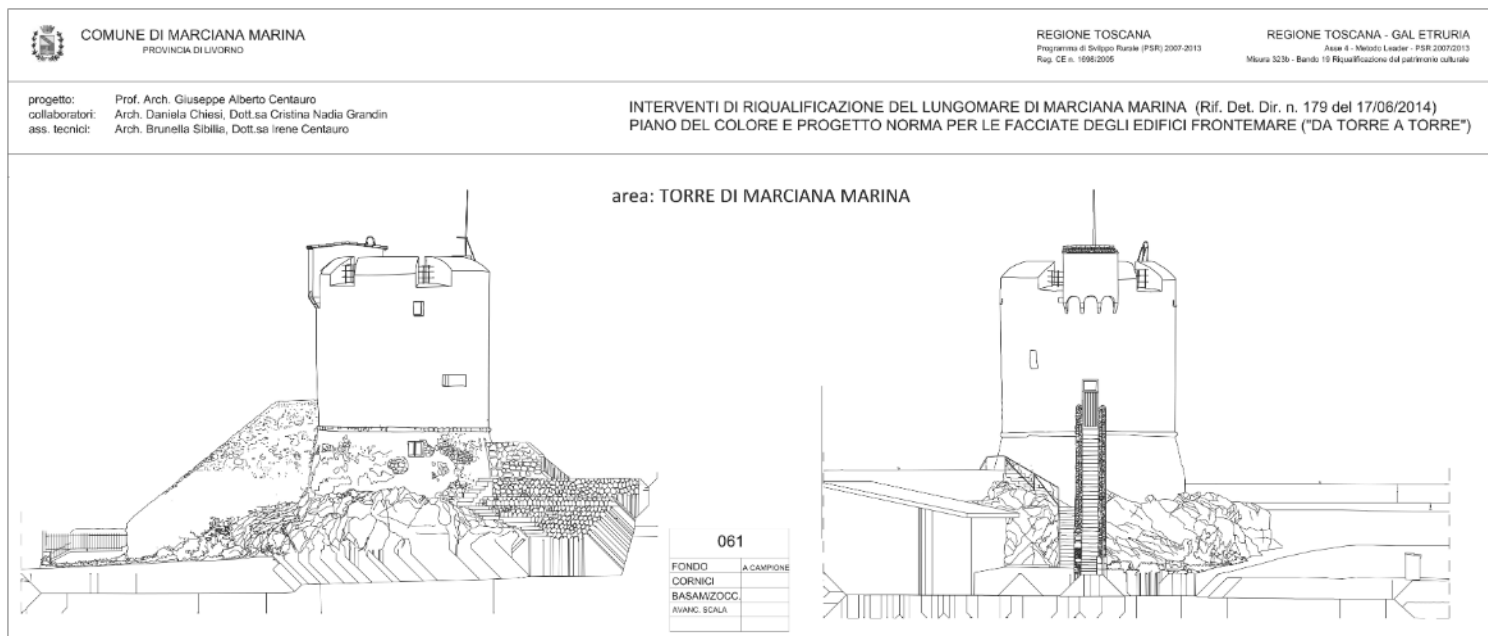 COMUNE DI MARCIANA MARINA
PROVINCIA DI LIVORNO
REGIONE TOSCANA
Programma di Sviluppo Rurale (PSR) 2007-2013
Reg. CE n. 1698/2005
REGIONE TOSCANA - GAL ETRURIA
Asse 4 - Metodo Leader - PSR 2007/2013
Misura 323b - Bando 19 Riqualificazione del patrimonio culturale
progetto: Prof. Arch. Giuseppe Alberto Centauro
collaboratori: Arch. Daniela Chiesi, Dott.sa Cristina Nadia Grandin
ass. tecnici: Arch. Brunella Sibilia, Dott.sa Irene Centauro
INTERVENTI DI RIQUALIFICAZIONE DEL LUNGOMARE DI MARCIANA MARINA (Rif. Det. Dir. n. 179 del 17/06/2014)
PIANO DEL COLORE E PROGETTO NORMA PER LE FACCIATE DEGLI EDIFICI FRONTEMARE ("DA TORRE A TORRE")
area: TORRE DI MARCIANA MARINA
061
FONDO A CAMPIONE
CORNICI
BASAM/ZOCC.
AVANC. SCALA